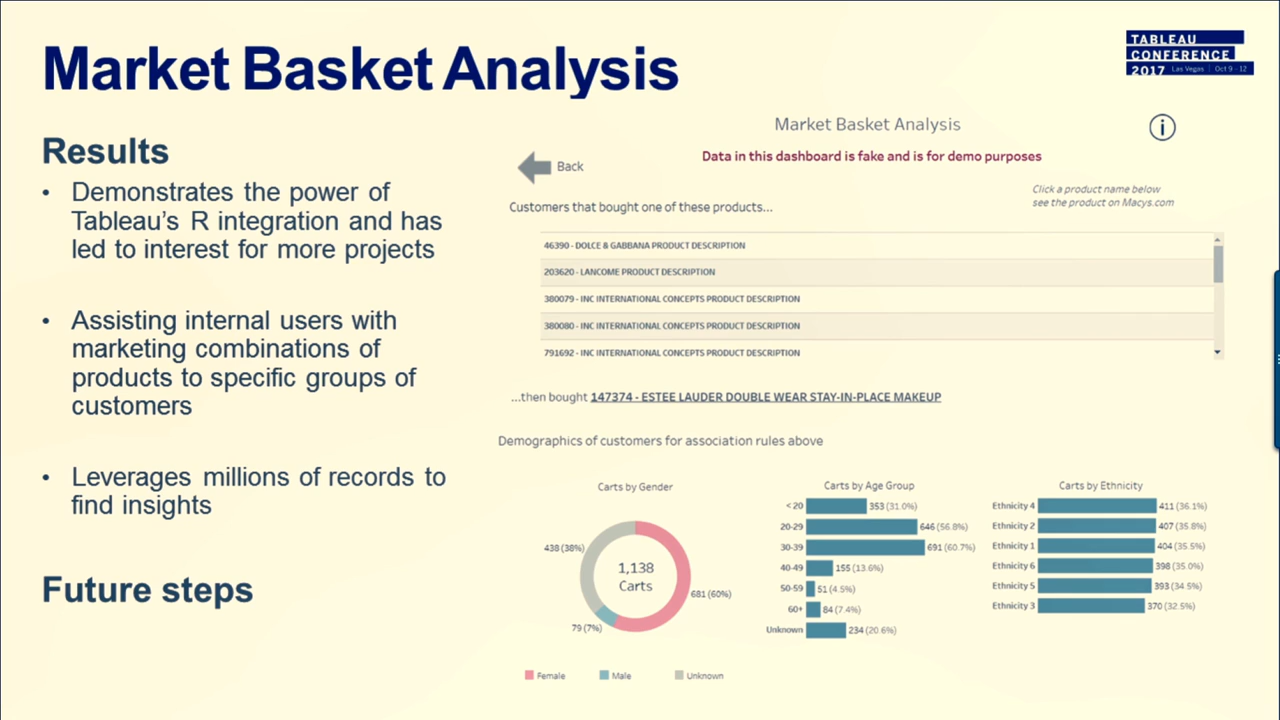 Market Basket Analysis
TABLEAU
CONFERENCE
2017 Las Vegas | Oct 9 - 12
Results
• Demonstrates the power of
Tableau's R integration and has
led to interest for more projects
• Assisting internal users with
marketing combinations of
products to specific groups of
customers
• Leverages millions of records to
find insights
Future steps
Market Basket Analysis
i
Data in this dashboard is fake and is for demo purposes
Back
Click a product name below
see the product on Macys.com
Customers that bought one of these products...
46390 - DOLCE & GABBANA PRODUCT DESCRIPTION
203620 - LANCOME PRODUCT DESCRIPTION
380079 - INC INTERNATIONAL CONCEPTS PRODUCT DESCRIPTION
380080 - INC INTERNATIONAL CONCEPTS PRODUCT DESCRIPTION
791692 - INC INTERNATIONAL CONCEPTS PRODUCT DESCRIPTION
...then bought 147374 - ESTEE LAUDER DOUBLE WEAR STAY-IN-PLACE MAKEUP
Demographics of customers for association rules above
Carts by Gender
438 (38%)
1,138
Carts
681 (60%)
79 (7%)
Female Male Unknown
Carts by Age Group
<20 353 (31.0%)
20-29 646 (56.8%)
30-39 691 (60.7%)
40-49 155 (13.6%)
50-59 51 (4.5%)
60+ 84 (7.4%)
Unknown 234 (20.6%)
Carts by Ethnicity
Ethnicity 4 411 (36.1%)
Ethnicity 2 407 (35.8%)
Ethnicity 1 404 (35.5%)
Ethnicity 6 398 (35.0%)
Ethnicity 5 393 (34.5%)
Ethnicity 3 370 (32.5%)